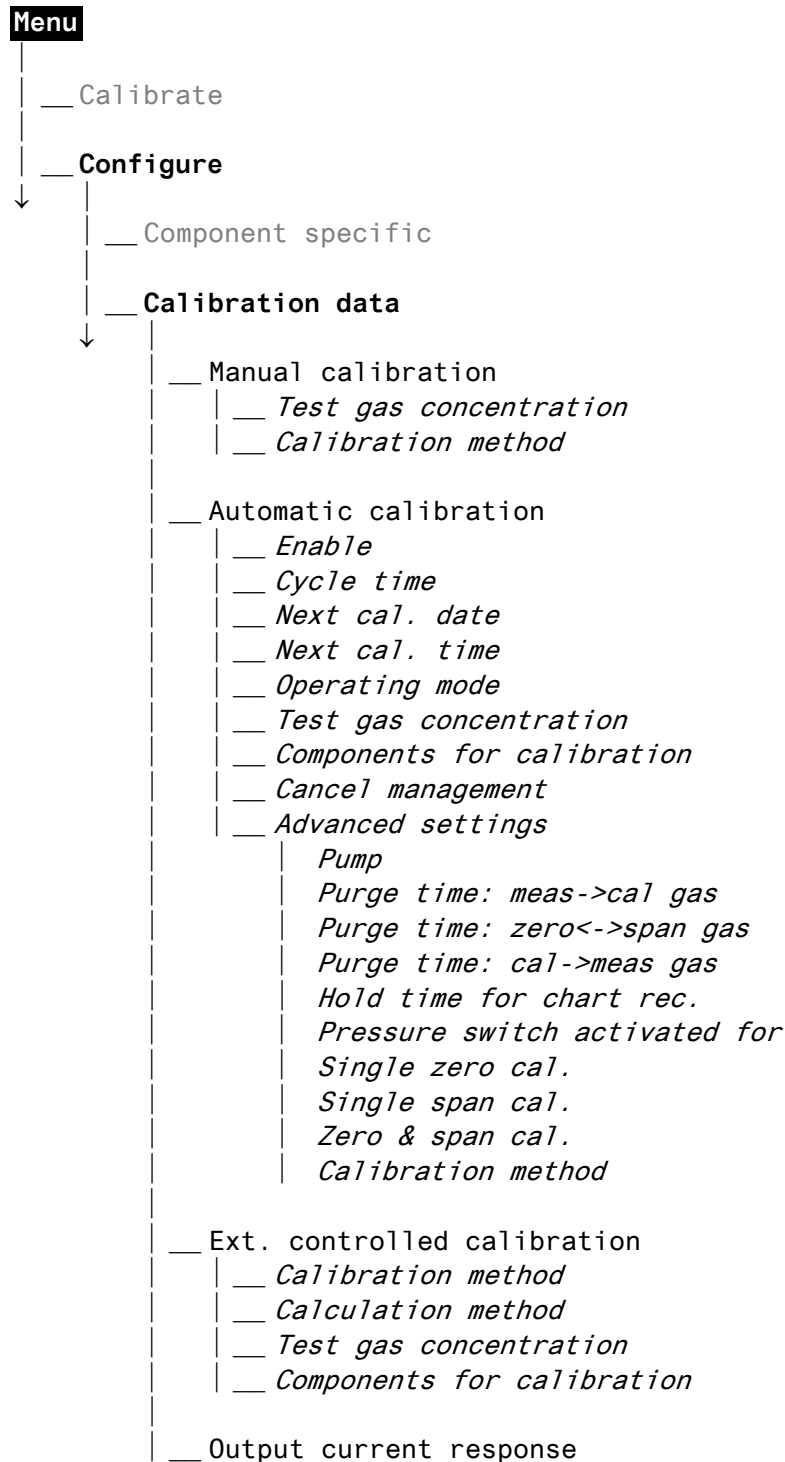 Menu
Calibrate
Configure
Component specific
Calibration data
Manual calibration
Test gas concentration
Calibration method
Automatic calibration
Enable
Cycle time
Next cal. date
Next cal. time
Operating mode
Test gas concentration
Components for calibration
Cancel management
Advanced settings
Pump
Purge time: meas->cal gas
Purge time: zero<->span gas
Purge time: cal->meas gas
Hold time for chart rec.
Pressure switch activated for
Single zero cal.
Single span cal.
Zero & span cal.
Calibration method
Ext. controlled calibration
Calibration method
Calculation method
Test gas concentration
Components for calibration
Output current response